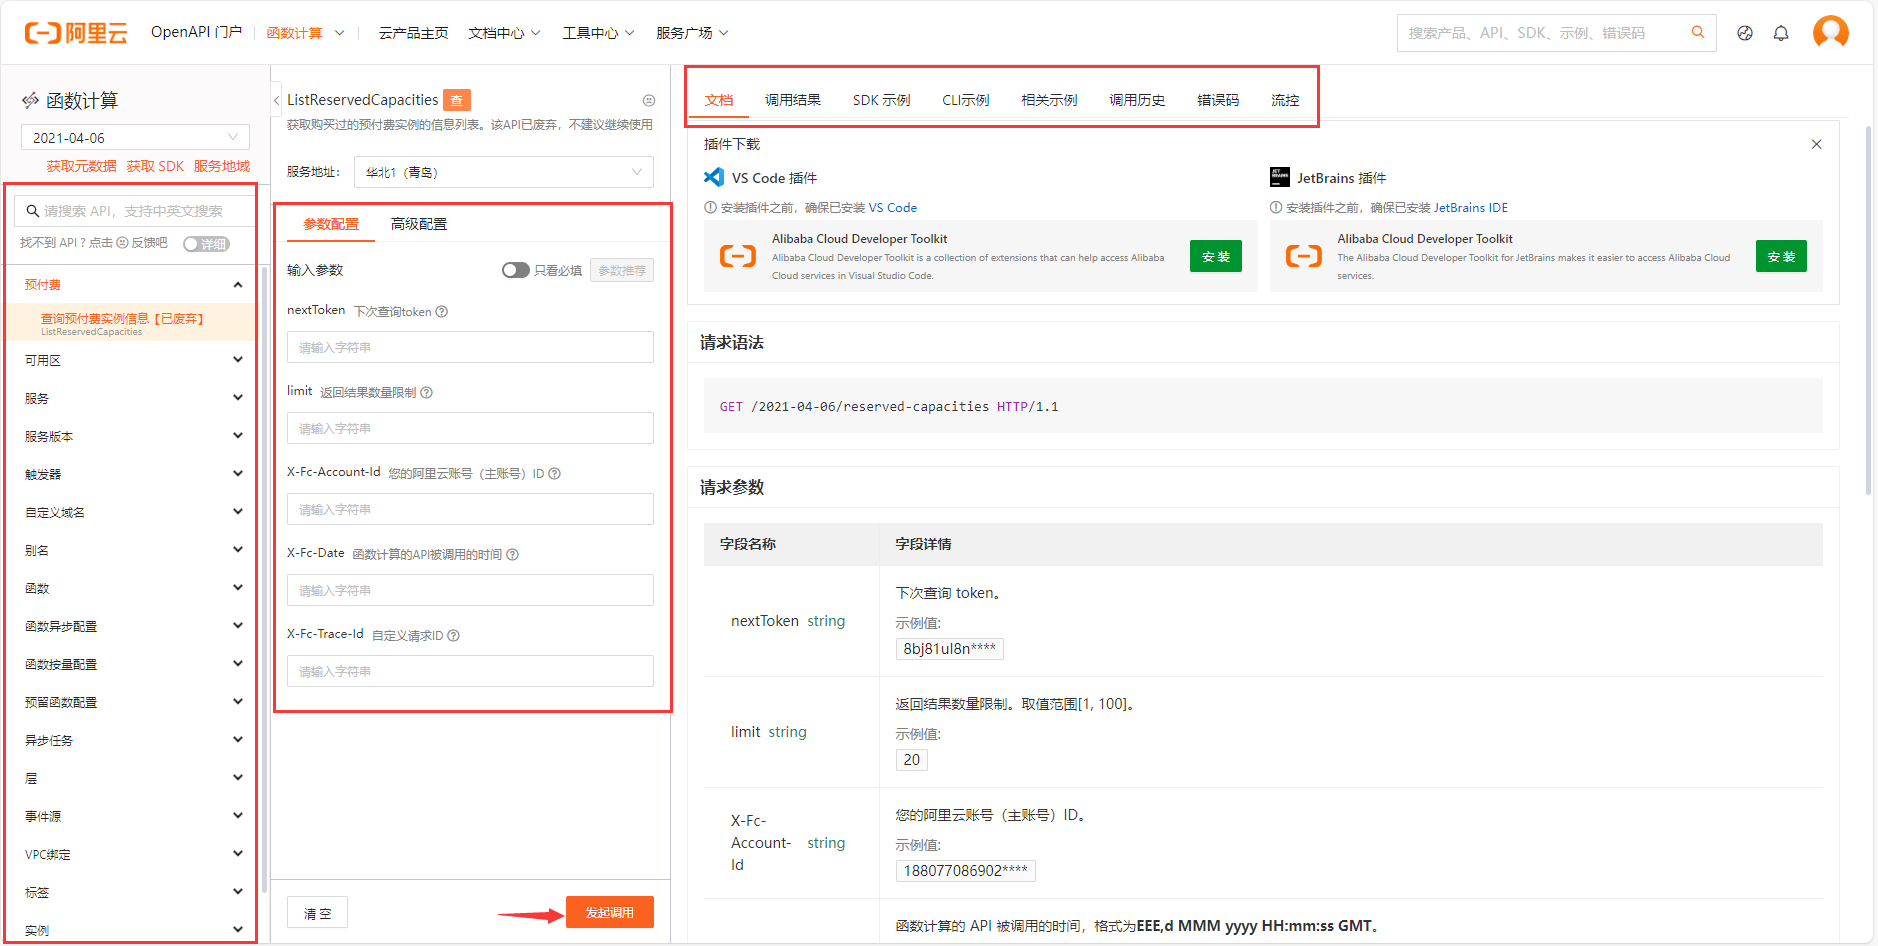 阿里云
OpenAPI 门户
函数计算
云产品主页
文档中心
工具中心
服务广场
搜索产品、API、SDK、示例、错误码
函数计算
2021-04-06
获取元数据 获取 SDK 服务地域
请搜索 API，支持中英文搜索
找不到 API ? 点击 反馈吧 详细
预付费
查询预付费实例信息【已废弃】
ListReservedCapacities
可用区
服务
服务版本
触发器
自定义域名
别名
函数
函数异步配置
函数按量配置
预留函数配置
异步任务
层
事件源
VPC绑定
标签
实例
ListReservedCapacities 查
获取购买过的预付费实例的信息列表。该API已废弃，不建议继续使用
服务地址： 华北1（青岛）
参数配置 高级配置
输入参数 只看必填 参数推荐
nextToken 下次查询token
请输入字符串
limit 返回结果数量限制
请输入字符串
X-Fc-Account-Id 您的阿里云账号（主账号）ID
请输入字符串
X-Fc-Date 函数计算的API被调用的时间
请输入字符串
X-Fc-Trace-Id 自定义请求ID
请输入字符串
清 空 发起调用
文档 调用结果 SDK 示例 CLI示例 相关示例 调用历史 错误码 流控
插件下载
VS Code 插件
安装插件之前，确保已安装 VS Code
Alibaba Cloud Developer Toolkit
Alibaba Cloud Developer Toolkit is a collection of extensions that can help access Alibaba
Cloud services in Visual Studio Code.
安 装
JET BRAINS
JetBrains 插件
安装插件之前，确保已安装 JetBrains IDE
Alibaba Cloud Developer Toolkit
The Alibaba Cloud Developer Toolkit for JetBrains makes it easier to access Alibaba Cloud
services.
安 装
请求语法
GET /2021-04-06/reserved-capacities HTTP/1.1
请求参数
字段名称 字段详情
nextToken string
下次查询 token。
示例值:
8bj81ul8n****
limit string
返回结果数量限制。取值范围[1, 100]。
示例值:
20
X-Fc-
Account- string
Id
您的阿里云账号（主账号）ID。
示例值:
188077086902****
函数计算的 API 被调用的时间，格式为EEE,d MMM yyyy HH:mm:ss GMT。